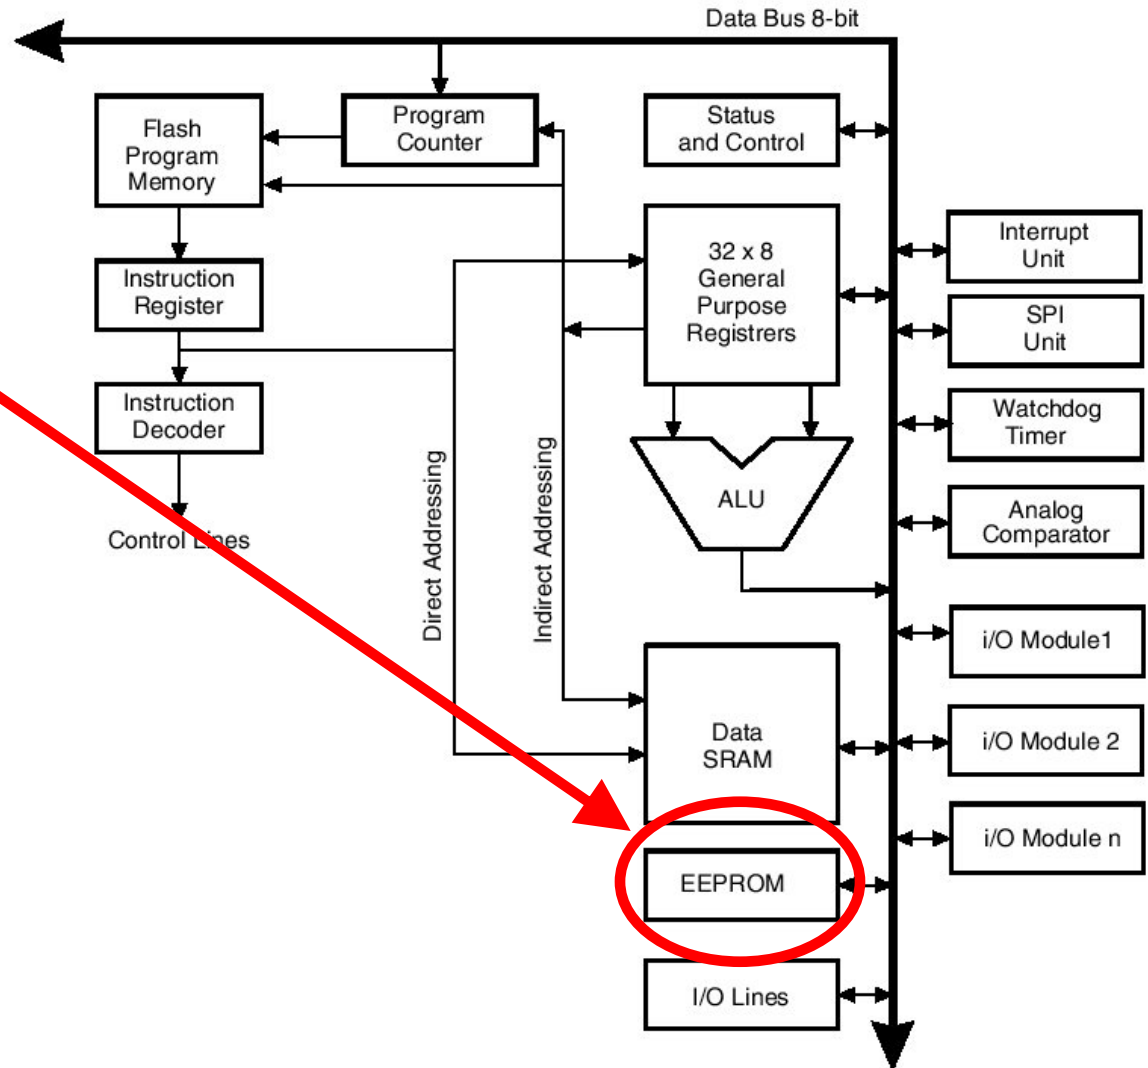 Data Bus 8-bit
Flash
Program
Memory
Program
Counter
Status
and Control
32 x 8
General
Purpose
Registrers
Interrupt
Unit
Instruction
Register
SPI
Unit
Instruction
Decoder
Watchdog
Timer
ALU
Analog
Comparator
Control Lines
Direct Addressing
Indirect Addressing
i/O Module1
Data
SRAM
i/O Module 2
i/O Module n
EEPROM
I/O Lines